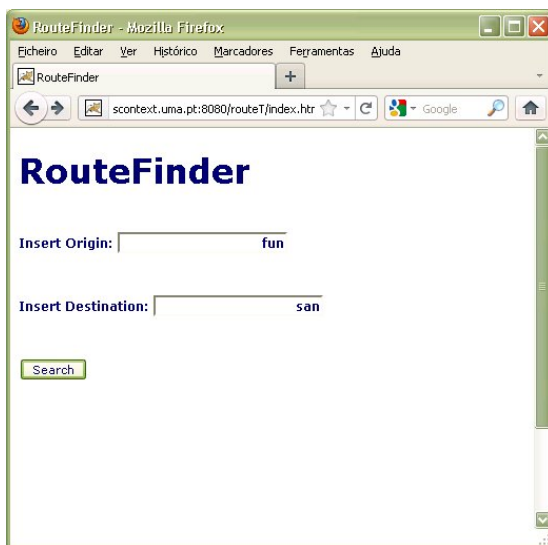 RouteFinder - Mozilla Firefox
Ficheiro Editar Ver Histórico Marcadores Ferramentas Ajuda
RouteFinder
scontext.uma.pt:8080/routeT/index.htr Google
RouteFinder
Insert Origin: fun
Insert Destination: san
Search